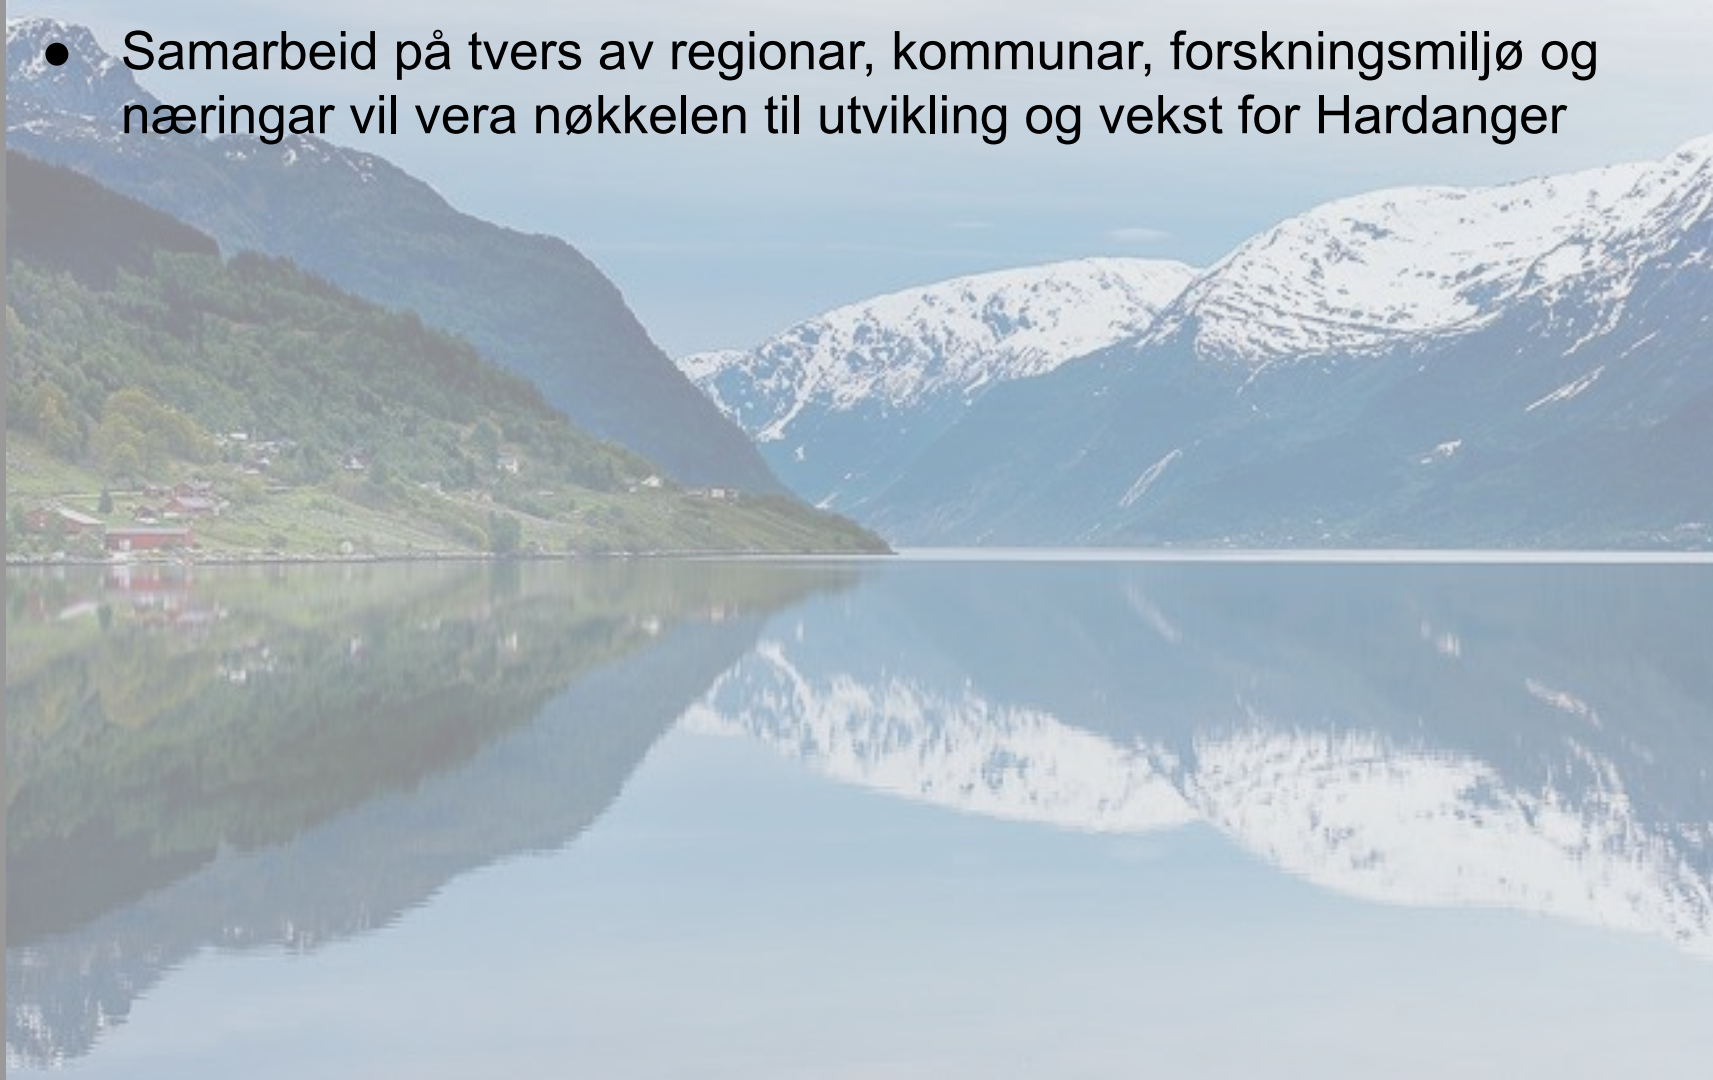 ● Samarbeid på tvers av regionar, kommunar, forskningsmiljø og
næringar vil vera nøkkelen til utvikling og vekst for Hardanger